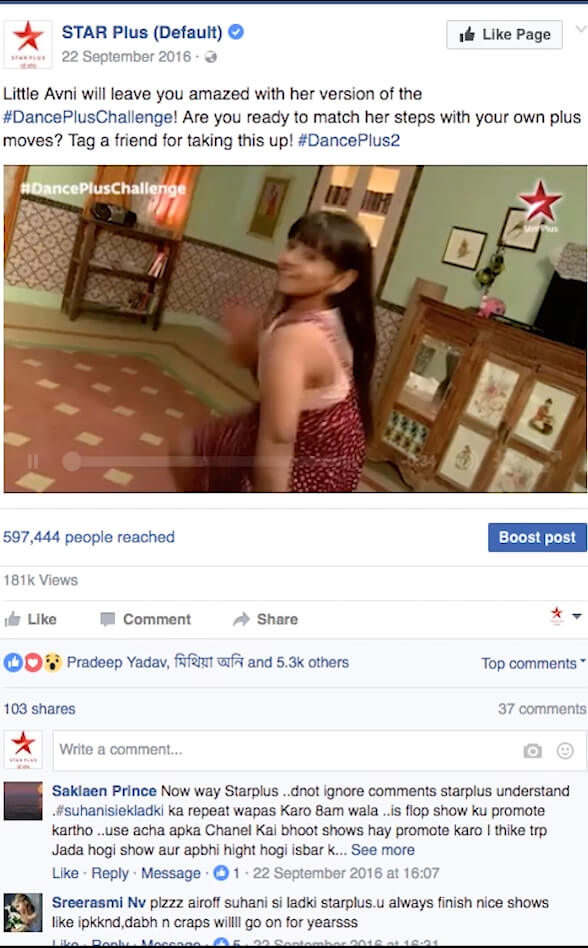 STAR Plus (Default)
Like Page
22 September 2016 ·
Little Avni will leave you amazed with her version of the
#DancePlusChallenge! Are you ready to match her steps with your own plus
moves? Tag a friend for taking this up! #DancePlus2
#DancePlusChallenge
StarPlus
597,444 people reached
Boost post
181k Views
Like Comment Share
Pradeep Yadav, মিথিয়া অনি and 5.3k others
Top comments
103 shares
37 comments
STAR PLUS
Write a comment...
Saklaen Prince Now way Starplus ..dnot ignore comments starplus understand
.#suhanisiekladki ka repeat wapas Karo 8am wala ..is flop show ku promote
kartho ..use acha apka Chanel Kai bhoot shows hay promote karo I thike trp
Jada hogi show aur apbhi hight hogi isbar k... See more
Like · Reply · Message · 1 · 22 September 2016 at 16:07
Sreerasmi Nv plzzz airoff suhani si ladki starplus.u always finish nice shows
like ipkknd,dabh n craps willll go on for yearsss
Like · Reply · Message · 5 · 22 September 2016 at 16:21